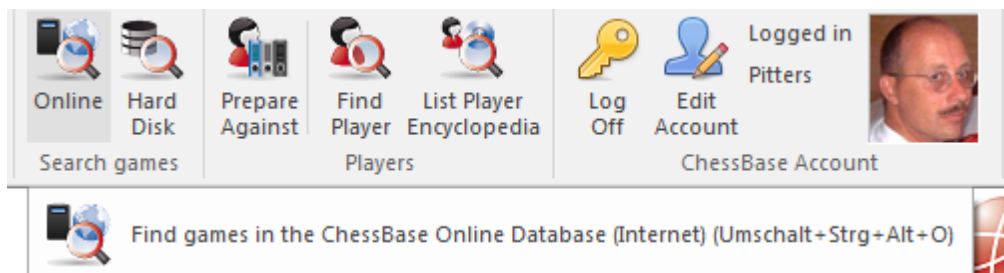 Online
Hard
Disk
Search games
Prepare
Against
Find
Player
List Player
Encyclopedia
Players
Log
Off
Edit
Account
Logged in
Pitters
ChessBase Account
Find games in the ChessBase Online Database (Internet) (Umschalt+Strg+Alt+O)